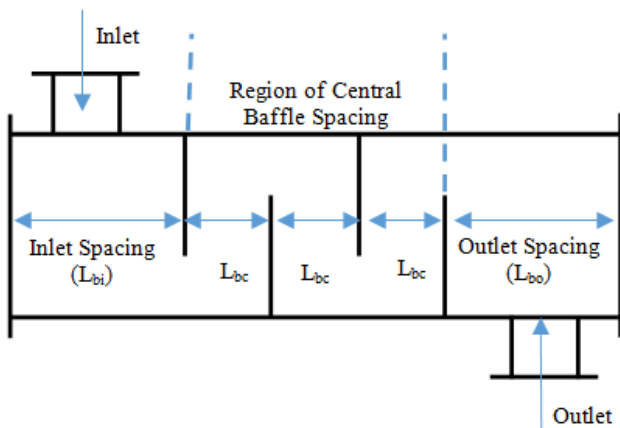 Inlet
Region of Central
Baffle Spacing
Inlet Spacing
(Lbi)
Lbc
Lbc
Lbc
Outlet Spacing
(Lbo)
Outlet